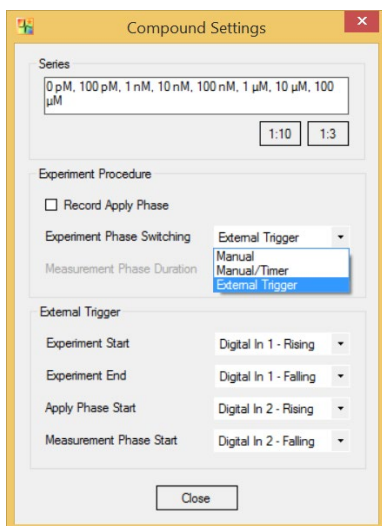 Compound Settings
x
Series
0 pM, 100 pM, 1 nM, 10 nM, 100 nM, 1 µM, 10 µM, 100
µM
1:10 1:3
Experiment Procedure
Record Apply Phase
Experiment Phase Switching External Trigger
Manual
Manual/Timer
Measurement Phase Duration External Trigger
External Trigger
Experiment Start Digital In 1 - Rising
Experiment End Digital In 1 - Falling
Apply Phase Start Digital In 2 - Rising
Measurement Phase Start Digital In 2 - Falling
Close